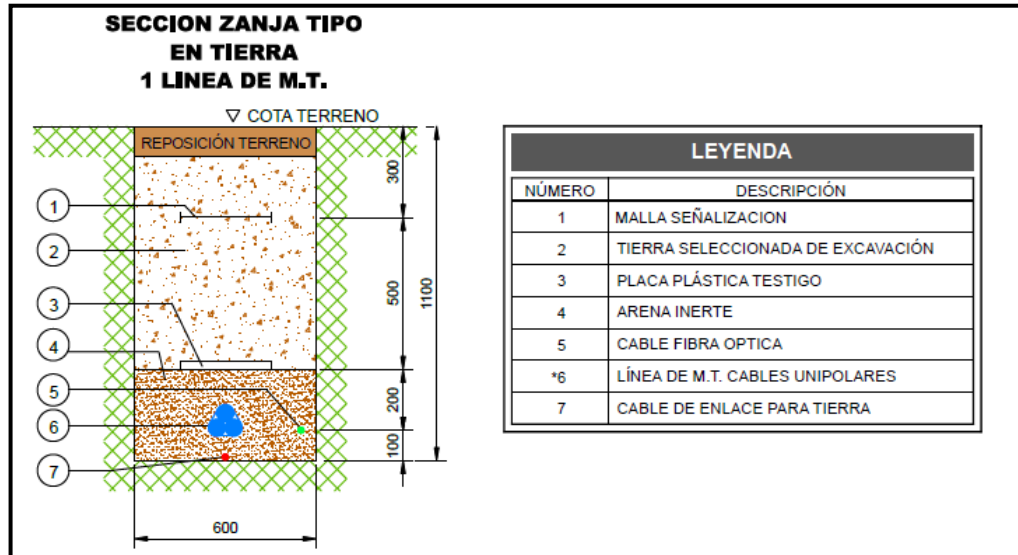 SECCION ZANJA TIPO
EN TIERRA
1 LÍNEA DE M.T.
▽ COTA TERRENO
REPOSICIÓN TERRENO
300
1
2
500
1100
3
4
5
200
6
100
7
600
LEYENDA
NÚMERO DESCRIPCIÓN
1 MALLA SEÑALIZACION
2 TIERRA SELECCIONADA DE EXCAVACIÓN
3 PLACA PLÁSTICA TESTIGO
4 ARENA INERTE
5 CABLE FIBRA OPTICA
*6 LÍNEA DE M.T. CABLES UNIPOLARES
7 CABLE DE ENLACE PARA TIERRA